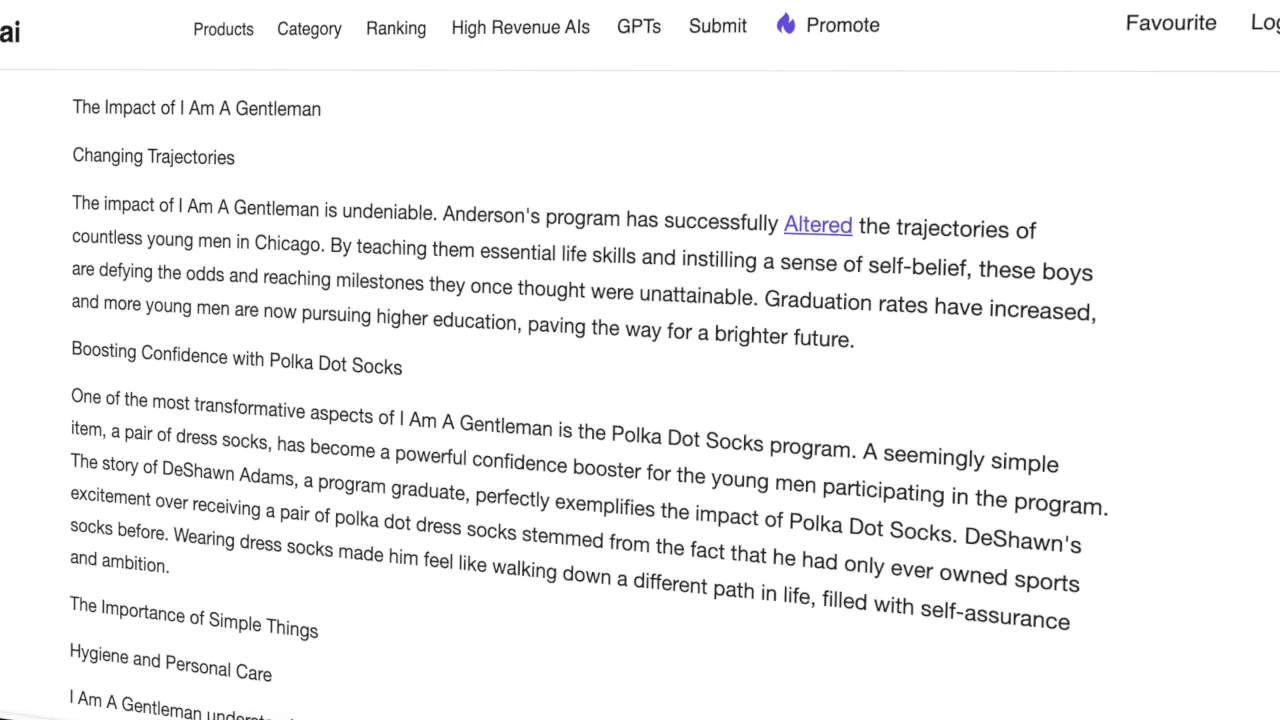 ai
Products Category Ranking High Revenue AIs GPTs Submit Promote Favourite
The Impact of I Am A Gentleman
Changing Trajectories
The impact of I Am A Gentleman is undeniable. Anderson's program has successfully Altered the trajectories of
countless young men in Chicago. By teaching them essential life skills and instilling a sense of self-belief, these boys
are defying the odds and reaching milestones they once thought were unattainable. Graduation rates have increased,
and more young men are now pursuing higher education, paving the way for a brighter future.
Boosting Confidence with Polka Dot Socks
One of the most transformative aspects of I Am A Gentleman is the Polka Dot Socks program. A seemingly simple
item, a pair of dress socks, has become a powerful confidence booster for the young men participating in the program.
The story of DeShawn Adams, a program graduate, perfectly exemplifies the impact of Polka Dot Socks. DeShawn's
excitement over receiving a pair of polka dot dress socks stemmed from the fact that he had only ever owned sports
socks before. Wearing dress socks made him feel like walking down a different path in life, filled with self-assurance
and ambition.
The Importance of Simple Things
Hygiene and Personal Care
I Am A Gentleman